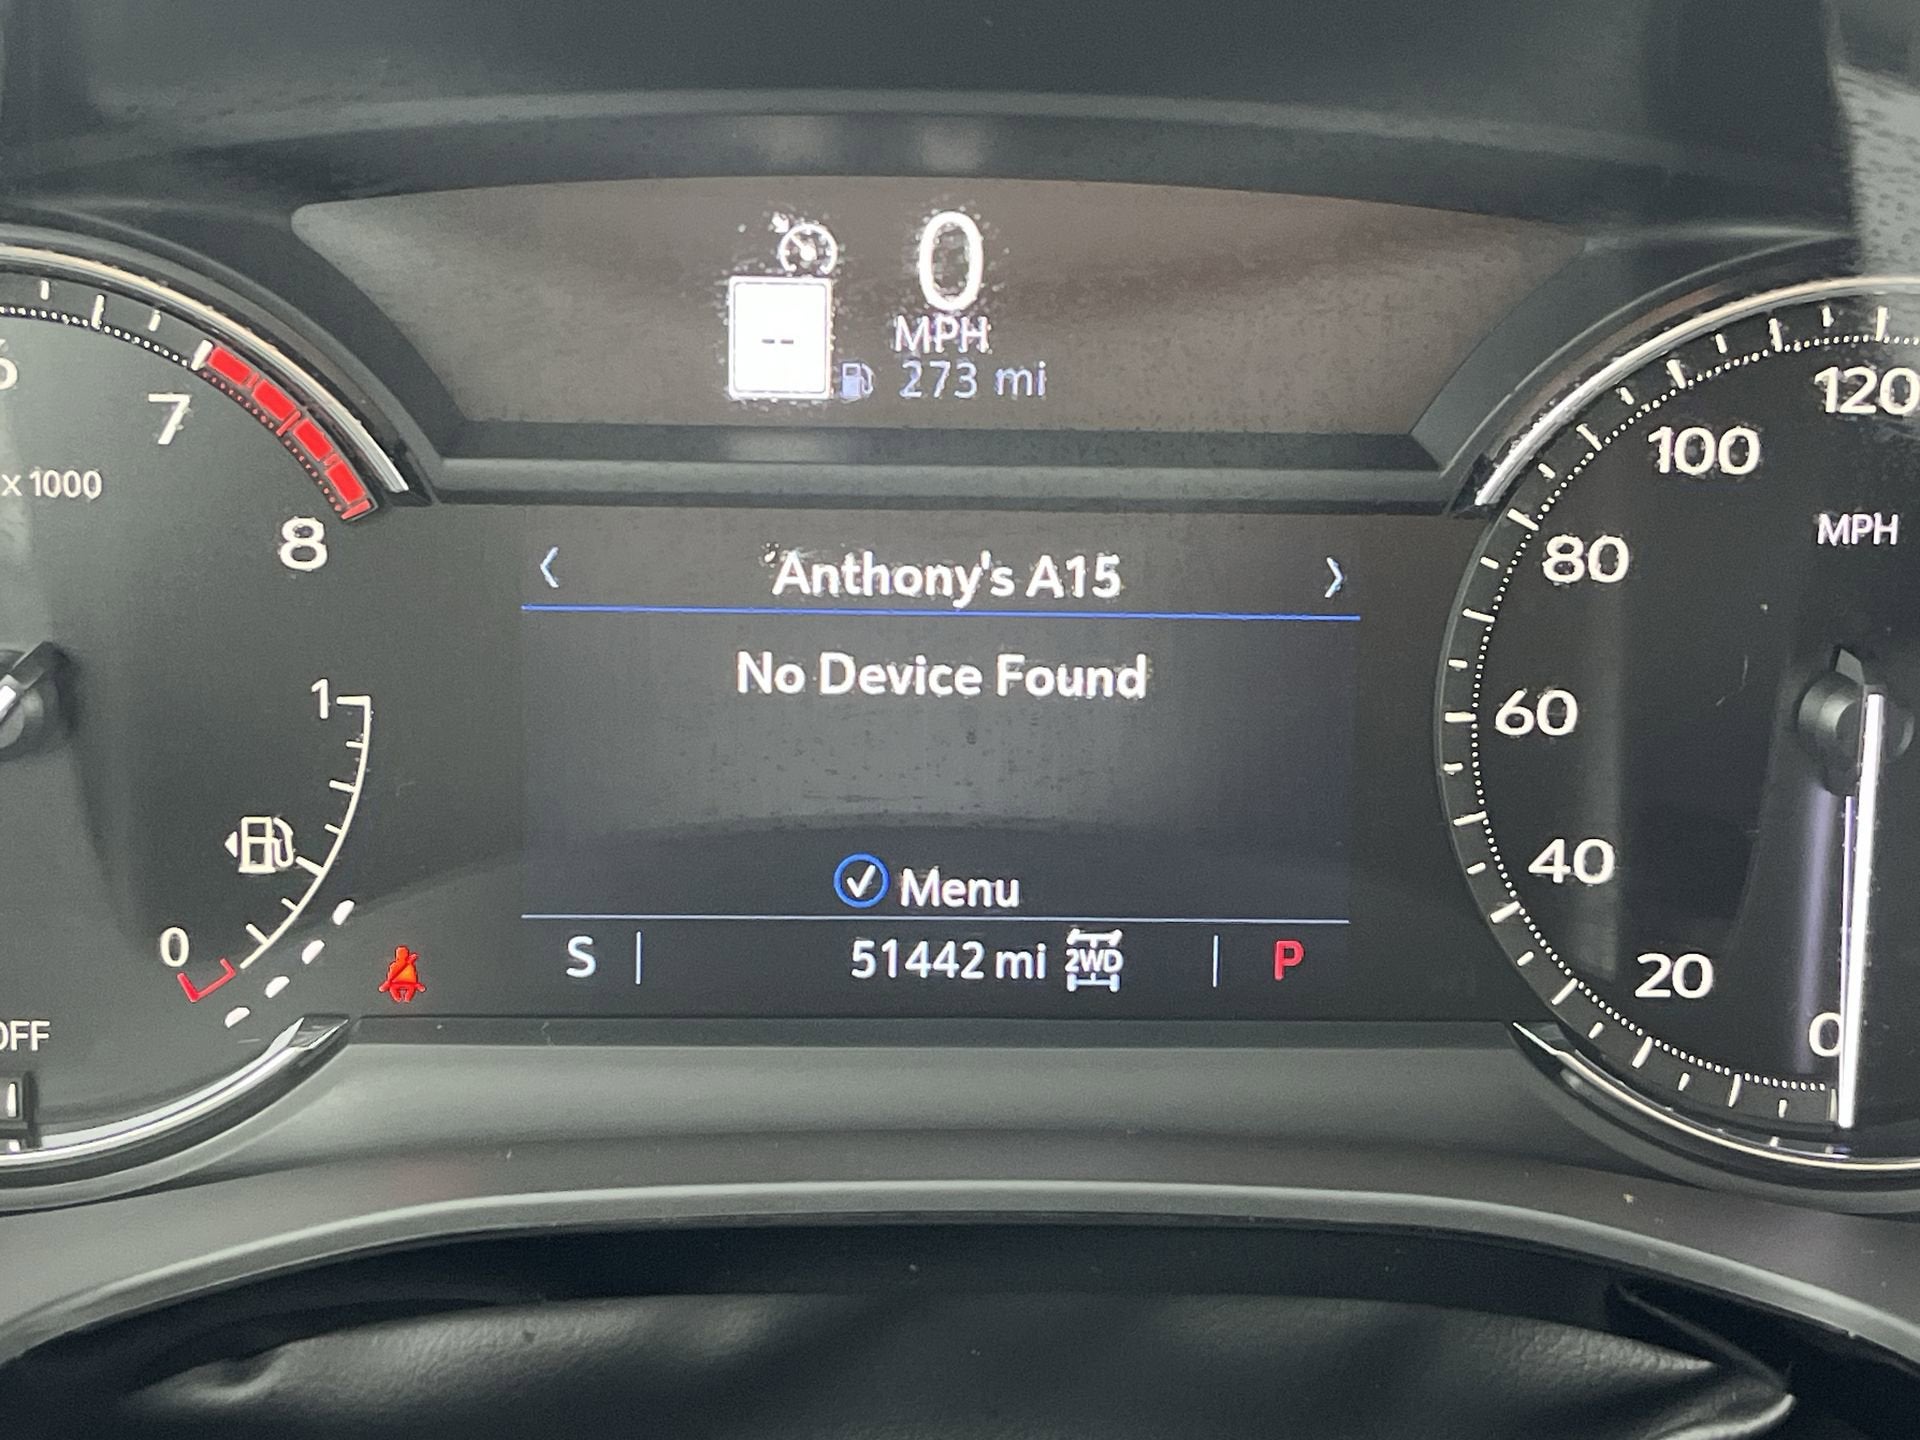 0
MPH
--
273 mi
6
7
x 1000
8
1
0
OFF
< Anthony's A15 >
No Device Found
Menu
S | 51442 mi 2WD | P
120
100
MPH
80
60
40
20
0